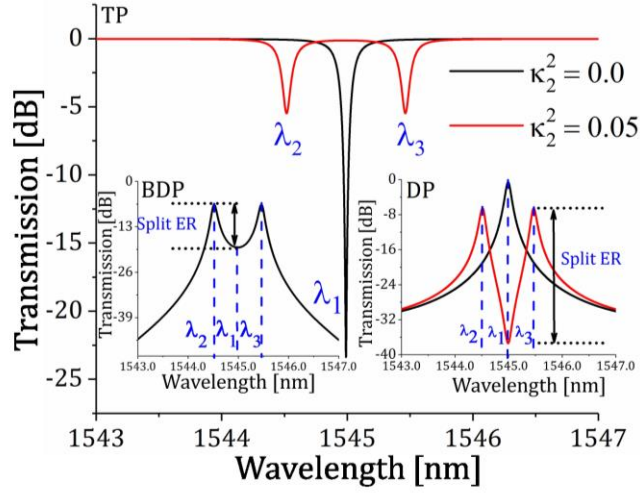 TP
0
-5
-10
-15
-20
-25
Transmission [dB]
κ₂² = 0.0
κ₂² = 0.05
λ₂
λ₃
λ₁
BDP
0
-13
-26
-39
Transmission [dB]
Split ER
λ₂ λ₁ λ₃
1543.0 1544.0 1545.0 1546.0 1547.0
Wavelength [nm]
DP
0
-8
-16
-24
-32
-40
Transmission [dB]
Split ER
λ₂ λ₁ λ₃
1543.0 1544.0 1545.0 1546.0 1547.0
Wavelength [nm]
1543 1544 1545 1546 1547
Wavelength [nm]